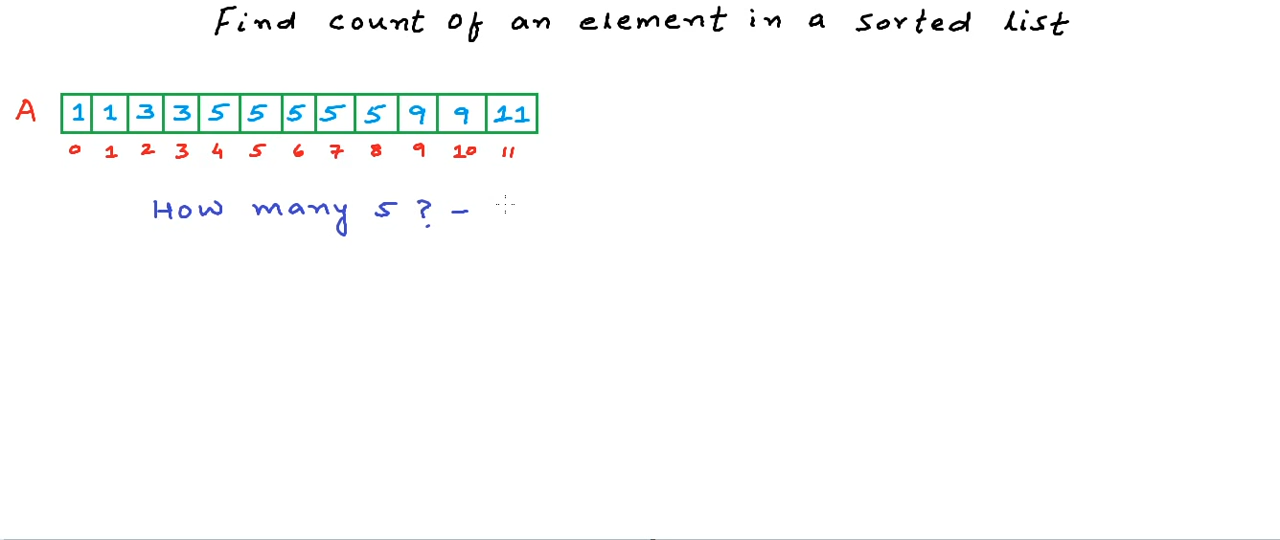 Find count of an element in a sorted list
A 1 1 3 3 5 5 5 5 5 9 9 11
0 1 2 3 4 5 6 7 8 9 10 11
How many 5 ? -